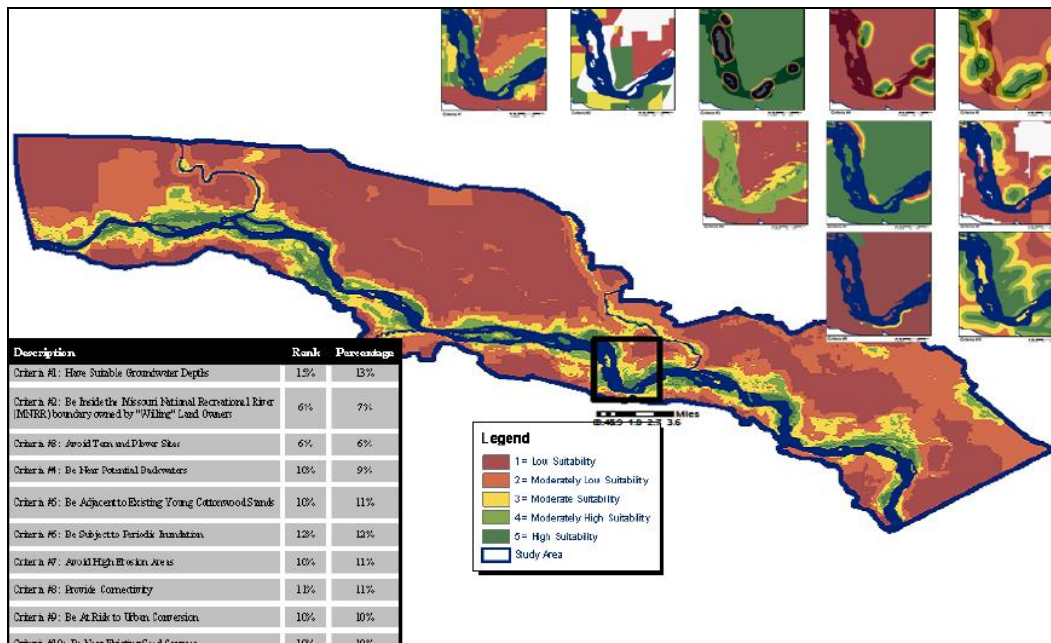 Description Rank Percentage
Criteria #1: Have Suitable Groundwater Depths 13%
Criteria #2: Be Inside the Missouri National Recreational River
(MNRR) boundary owned by "Willing" Land
Owners 7%
Criteria #3: Avoid Tern and Plover Sites 6% 6%
Criteria #4: Be Near Potential Backwaters 10% 9%
Criteria #5: Be Adjacent to Existing Young Cottonwood Stands 10% 11%
Criteria #6: Be Subject to Periodic Inundation 12% 12%
Criteria #7: Avoid High Erosion Areas 10% 11%
Criteria #8: Provide Connectivity 11% 11%
Criteria #9: Be At Risk to Urban Conversion 10% 10%
Miles
3.6
Legend
1 = Low Suitability
2 = Moderately Low Suitability
3 = Moderate Suitability
4 = Moderately High Suitability
5 = High Suitability
Study Area